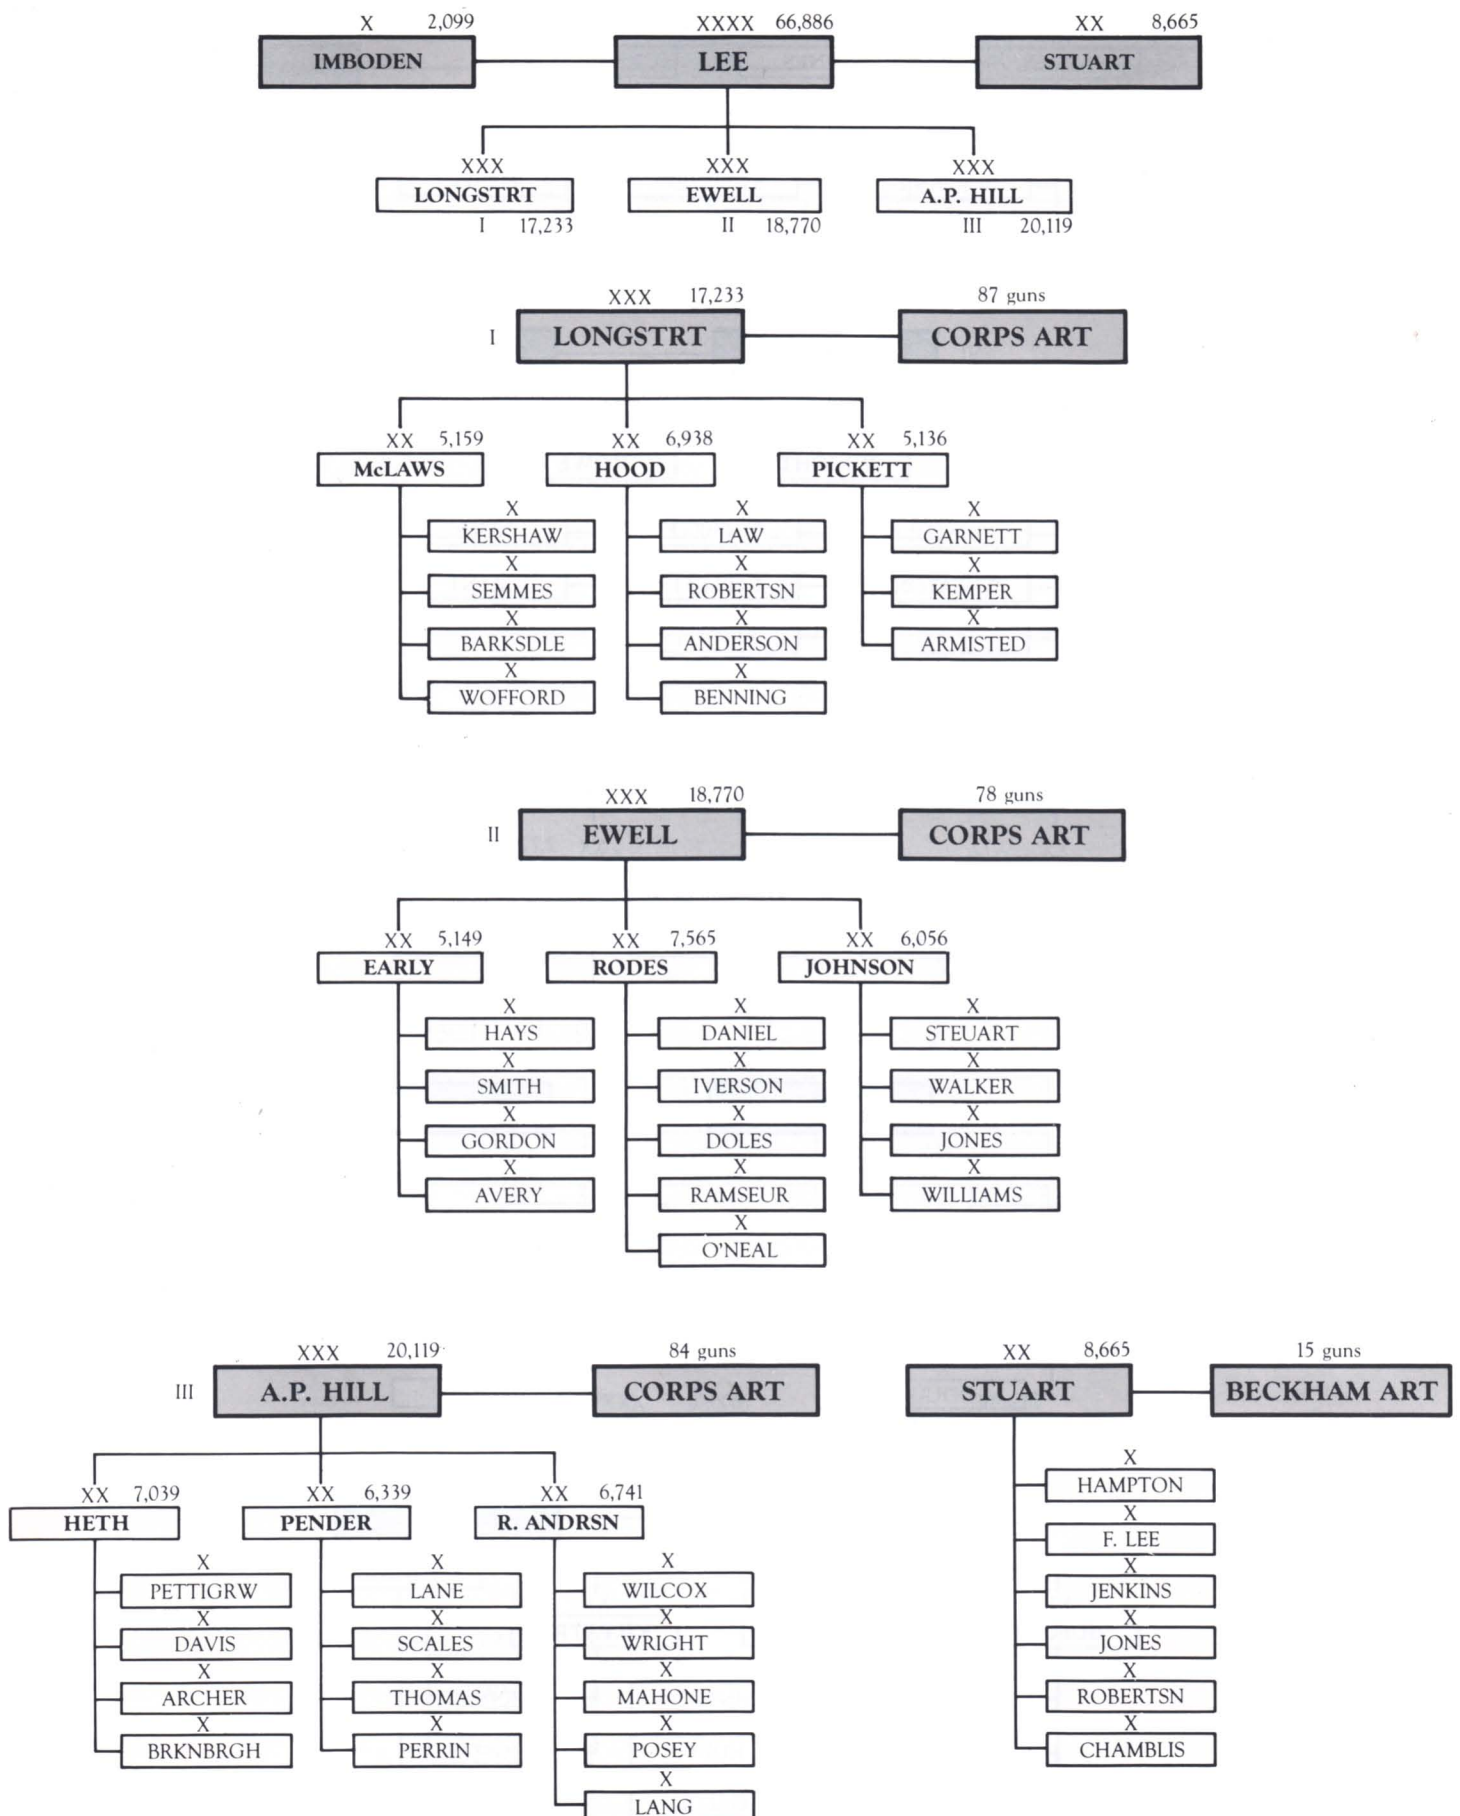 X 2,099 XXXX 66,886 XX 8,665
IMBODEN LEE STUART
XXX XXX XXX
LONGSTRT EWELL A.P. HILL
I 17,233 II 18,770 III 20,119
XXX 17,233 87 guns
I LONGSTRT CORPS ART
XX 5,159 XX 6,938 XX 5,136
McLAWS HOOD PICKETT
X X X
KERSHAW LAW GARNETT
X X X
SEMMES ROBERTSN KEMPER
X X X
BARKSDLE ANDERSON ARMISTED
X X
WOFFORD BENNING
XXX 18,770 78 guns
II EWELL CORPS ART
XX 5,149 XX 7,565 XX 6,056
EARLY RODES JOHNSON
X X X
HAYS DANIEL STEUART
X X X
SMITH IVERSON WALKER
X X X
GORDON DOLES JONES
X X X
AVERY RAMSEUR WILLIAMS
X
O'NEAL
XXX 20,119 84 guns
III A.P. HILL CORPS ART
XX 7,039 XX 6,339 XX 6,741
HETH PENDER R. ANDRSN
X X X
PETTIGRW LANE WILCOX
X X X
DAVIS SCALES WRIGHT
X X X
ARCHER THOMAS MAHONE
X X X
BRKNBRGH PERRIN POSEY
X
LANG
XX 8,665 15 guns
STUART BECKHAM ART
X
HAMPTON
X
F. LEE
X
JENKINS
X
JONES
X
ROBERTSN
X
CHAMBLIS